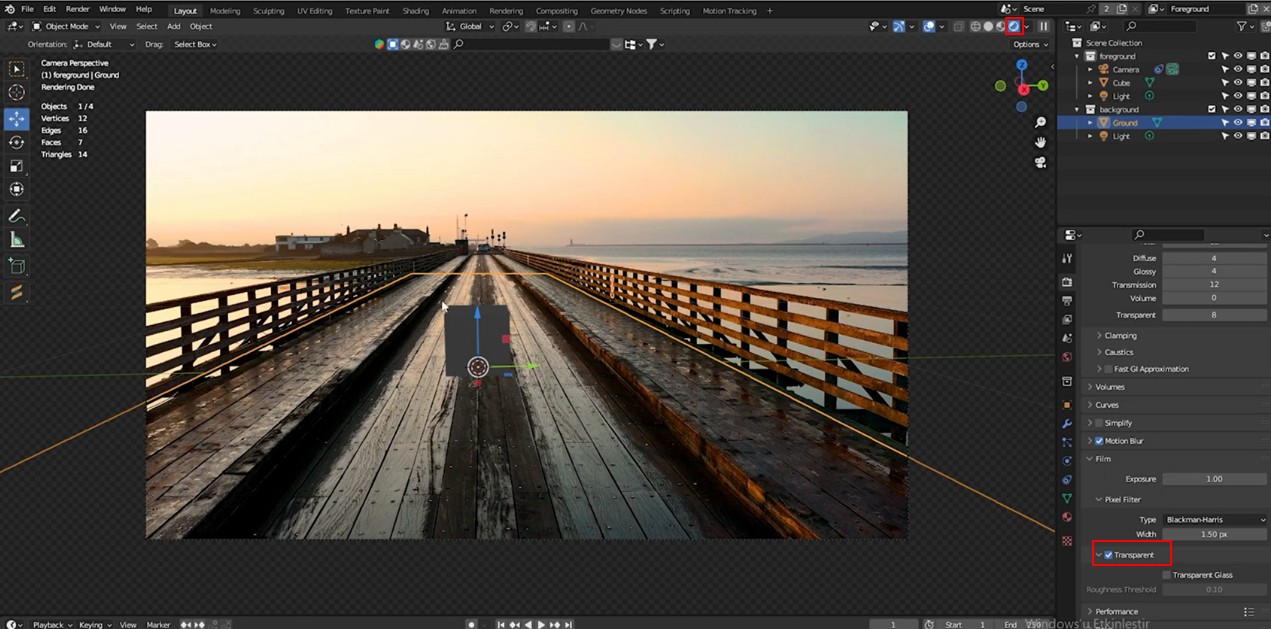 File Edit Render Window Help Layout Modeling Sculpting UV Editing Texture Paint Shading Animation Rendering Compositing Geometry Nodes Scripting Motion Tracking + Scene 2 Foreground
Object Mode View Select Add Object Global
Orientation: Default Drag: Select Box Options
Camera Perspective
(1) foreground | Ground
Rendering Done
Objects 1/4
Vertices 12
Edges 16
Faces 7
Triangles 14
Z
Y
X
Scene Collection
foreground
Camera
Cube
Light
background
Ground
Light
Diffuse 4
Glossy 4
Transmission 12
Volume 0
Transparent 8
Clamping
Caustics
Fast GI Approximation
Volumes
Curves
Simplify
Motion Blur
Film
Exposure 1.00
Pixel Filter
Type Blackman-Harris
Width 1.50 px
Transparent
Transparent Glass
Roughness Threshold 0.10
Performance
Playback Keying View Marker 1 Start 1 End 250
Windows'u Etkinleştir